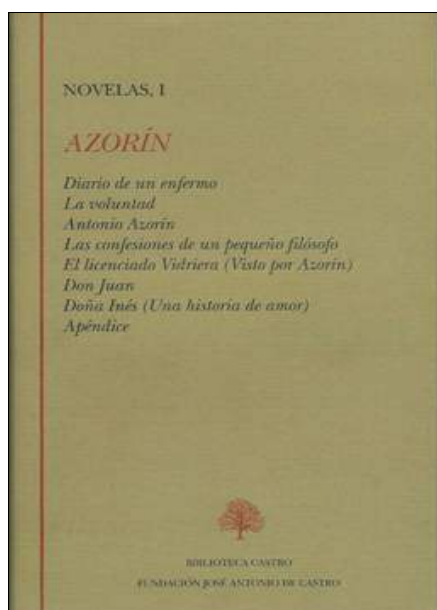 NOVELAS, I
AZORÍN
Diario de un enfermo
La voluntad
Antonio Azorín
Las confesiones de un pequeño filósofo
El licenciado Vidriera (Visto por Azorín)
Don Juan
Doña Inés (Una historia de amor)
Apéndice
BIBLIOTECA CASTRO
FUNDACIÓN JOSÉ ANTONIO DE CASTRO